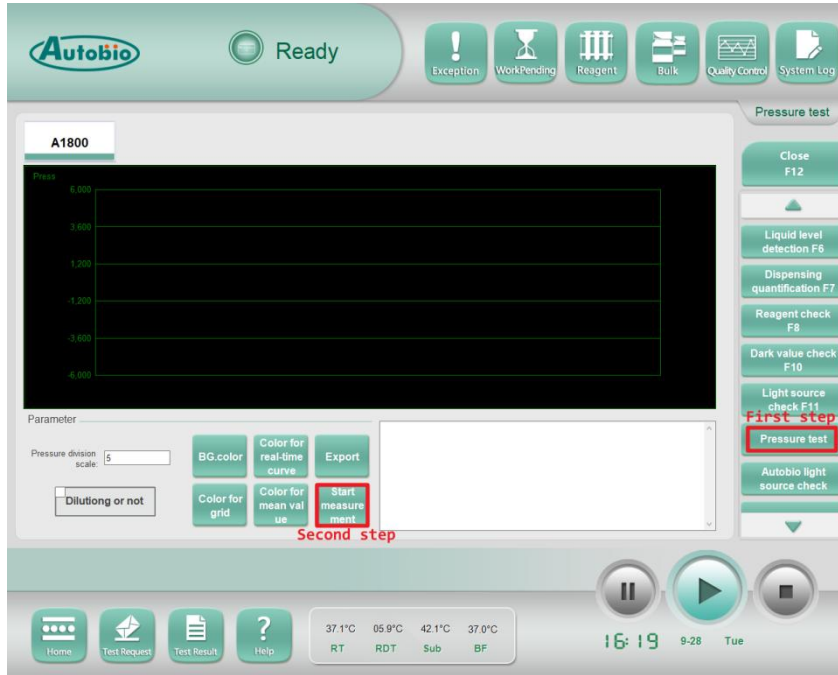 Autobio
Ready
Exception
WorkPending
Reagent
Bulk
Quality Control
System Log
Pressure test
A1800
Close
F12
Press
6,000
3,600
1,200
-1,200
-3,600
-6,000
Liquid level
detection F6
Dispensing
quantification F7
Reagent check
F8
Dark value check
F10
Light source
check F11
First step
Pressure test
Autobio light
source check
Parameter
Pressure division
scale:
5
BG.color
Color for
real-time
curve
Export
Dilutiong or not
Color for
grid
Color for
mean val
ue
Start
measure
ment
Second step
Home
Test Request
Test Result
Help
37.1°C 05.9°C 42.1°C 37.0°C
RT RDT Sub BF
16:19 9-28 Tue